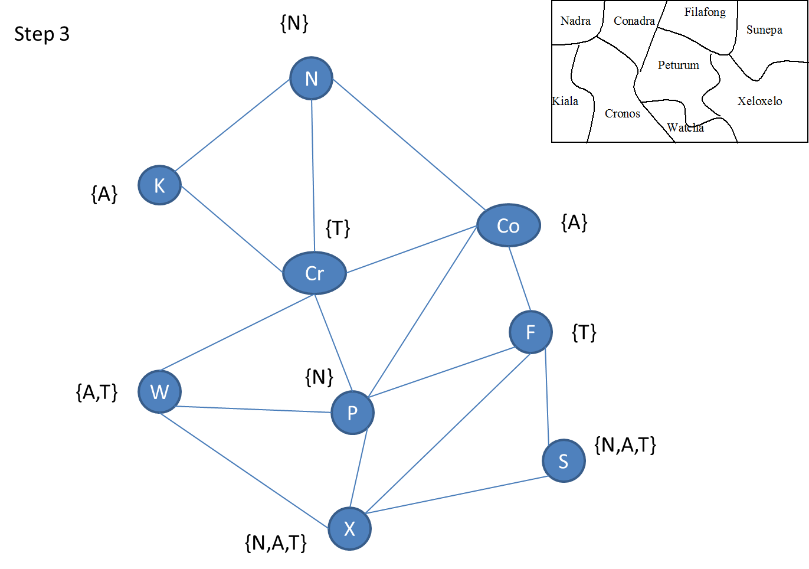 Step 3
{N}
N
K
{A}
{T}
Cr
Co
{A}
F
{T}
{A,T}
W
{N}
P
S
{N,A,T}
X
{N,A,T}
Nadra
Conadra
Filafong
Sunepa
Peturum
Kiala
Cronos
Watcha
Xeloxelo